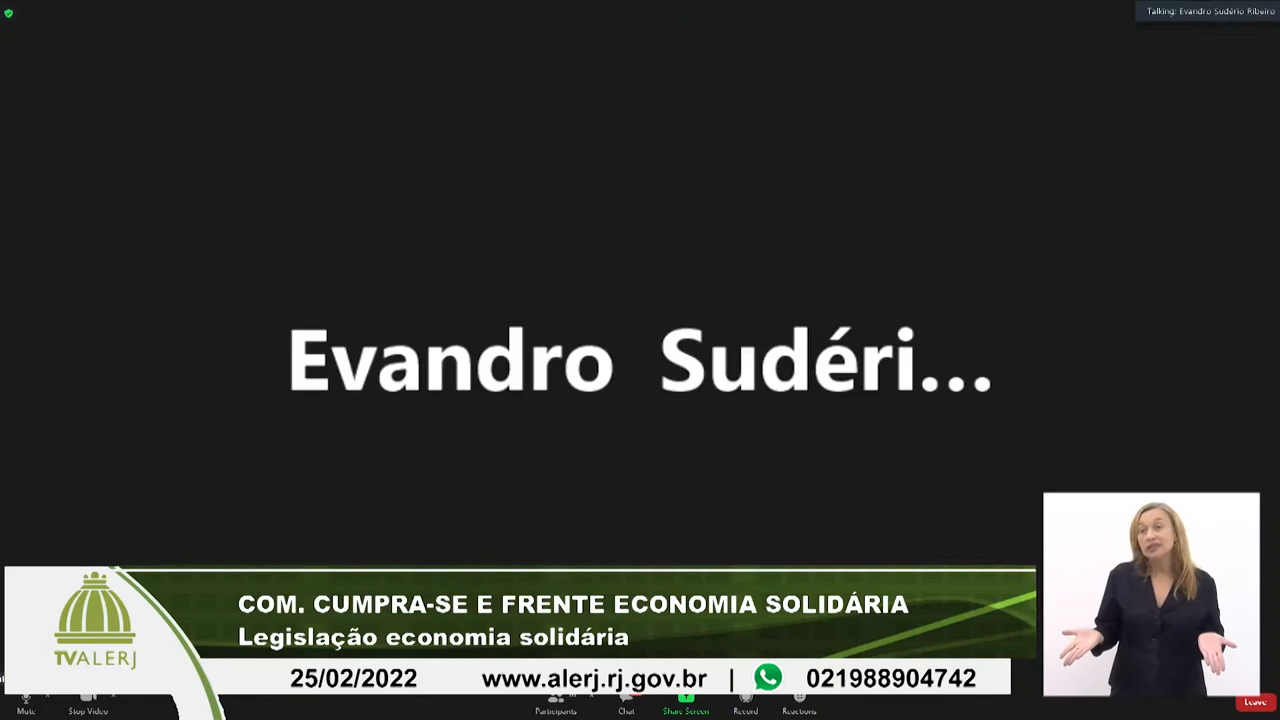 Talking: Evandro Sudério Ribeiro
Evandro Sudéri...
COM. CUMPRA-SE E FRENTE ECONOMIA SOLIDÁRIA
Legislação economia solidária
TVALERJ
25/02/2022 www.alerj.rj.gov.br | 021988904742
Mute Stop Video Participants Chat Share Screen Record Reactions Leave